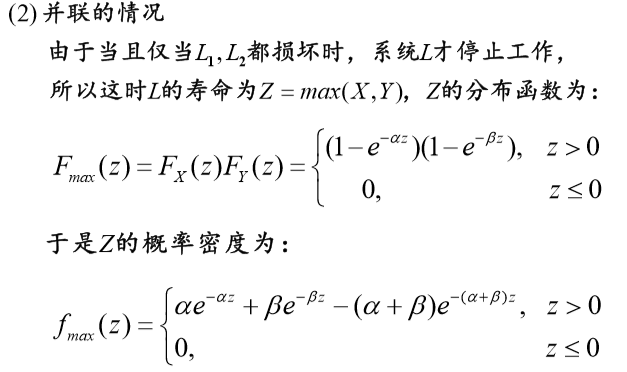 (2) 并联的情况
由于当且仅当L₁,L₂都损坏时，系统L才停止工作，
所以这时L的寿命为Z = max(X,Y)，Z的分布函数为：
F_max(z) = F_X(z)F_Y(z) = { (1−e^{−αz})(1−e^{−βz}), z > 0
0, z ≤ 0
于是Z的概率密度为：
f_max(z) = { αe^{−αz} + βe^{−βz} − (α + β)e^{−(α+β)z}, z > 0
0, z ≤ 0